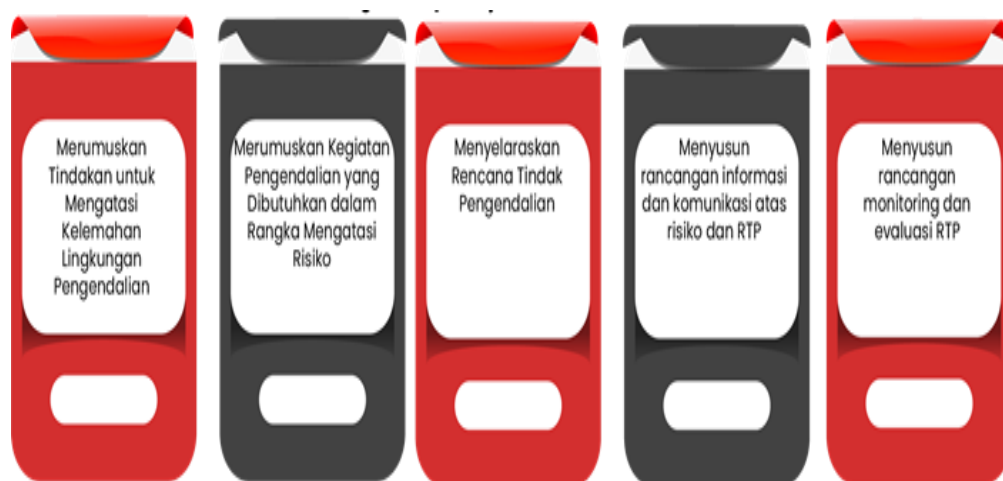 Merumuskan
Tindakan untuk
Mengatasi
Kelemahan
Lingkungan
Pengendalian
Merumuskan Kegiatan
Pengendalian yang
Dibutuhkan dalam
Rangka Mengatasi
Risiko
Menyelaraskan
Rencana Tindak
Pengendalian
Menyusun
rancangan informasi
dan komunikasi atas
risiko dan RTP
Menyusun
rancangan
monitoring dan
evaluasi RTP